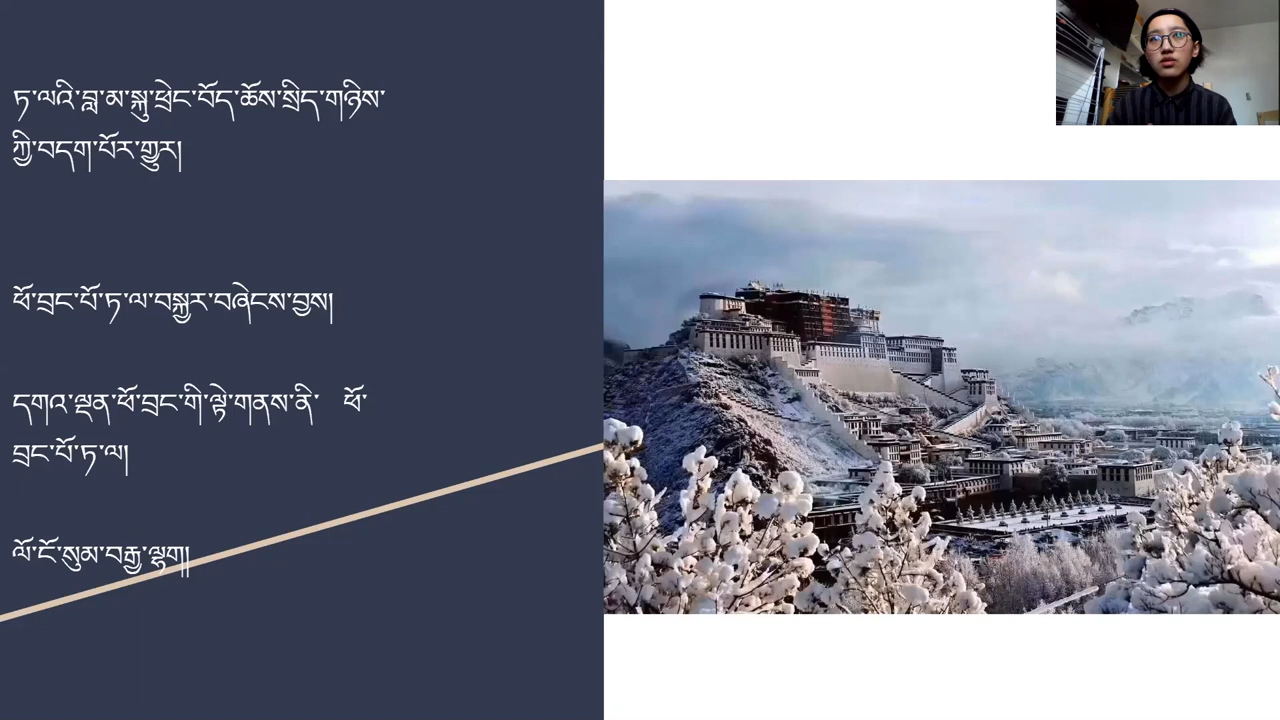 ཏ་ལའི་བླ་མ་སྐུ་ཕྲེང་བོད་ཆོས་སྲིད་གཉིས་
ཀྱི་བདག་པོར་གྱུར།
ཕོ་བྲང་པོ་ཏ་ལ་བསྐྱར་བཞེངས་བྱས།
དགའ་ལྡན་ཕོ་བྲང་གི་ལྟེ་གནས་ནི་ ཕོ་
བྲང་པོ་ཏ་ལ།
ལོ་ངོ་སུམ་བརྒྱ་ལྷག།